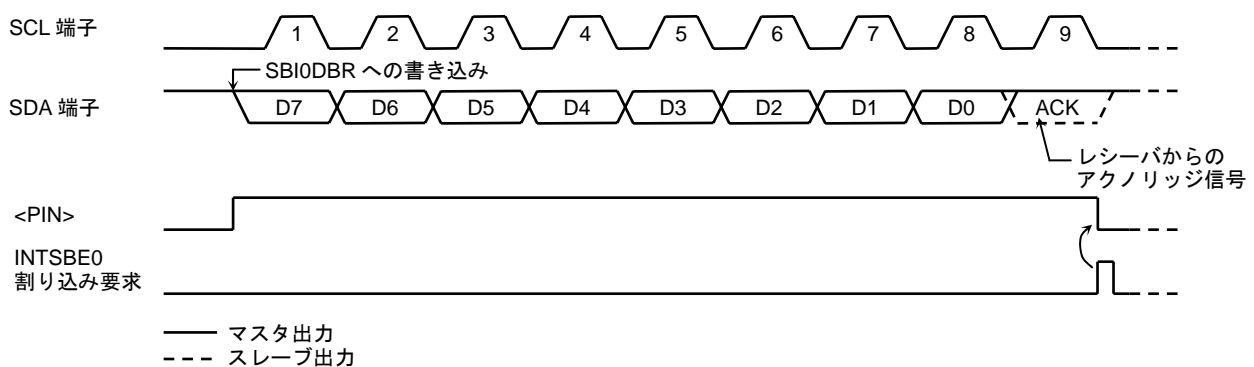 SCL 端子
1 2 3 4 5 6 7 8 9
SBI0DBR への書き込み
SDA 端子
D7 D6 D5 D4 D3 D2 D1 D0 ACK
レシーバからの
アクノリッジ信号
<PIN>
INTSBE0
割り込み要求
マスタ出力
スレーブ出力